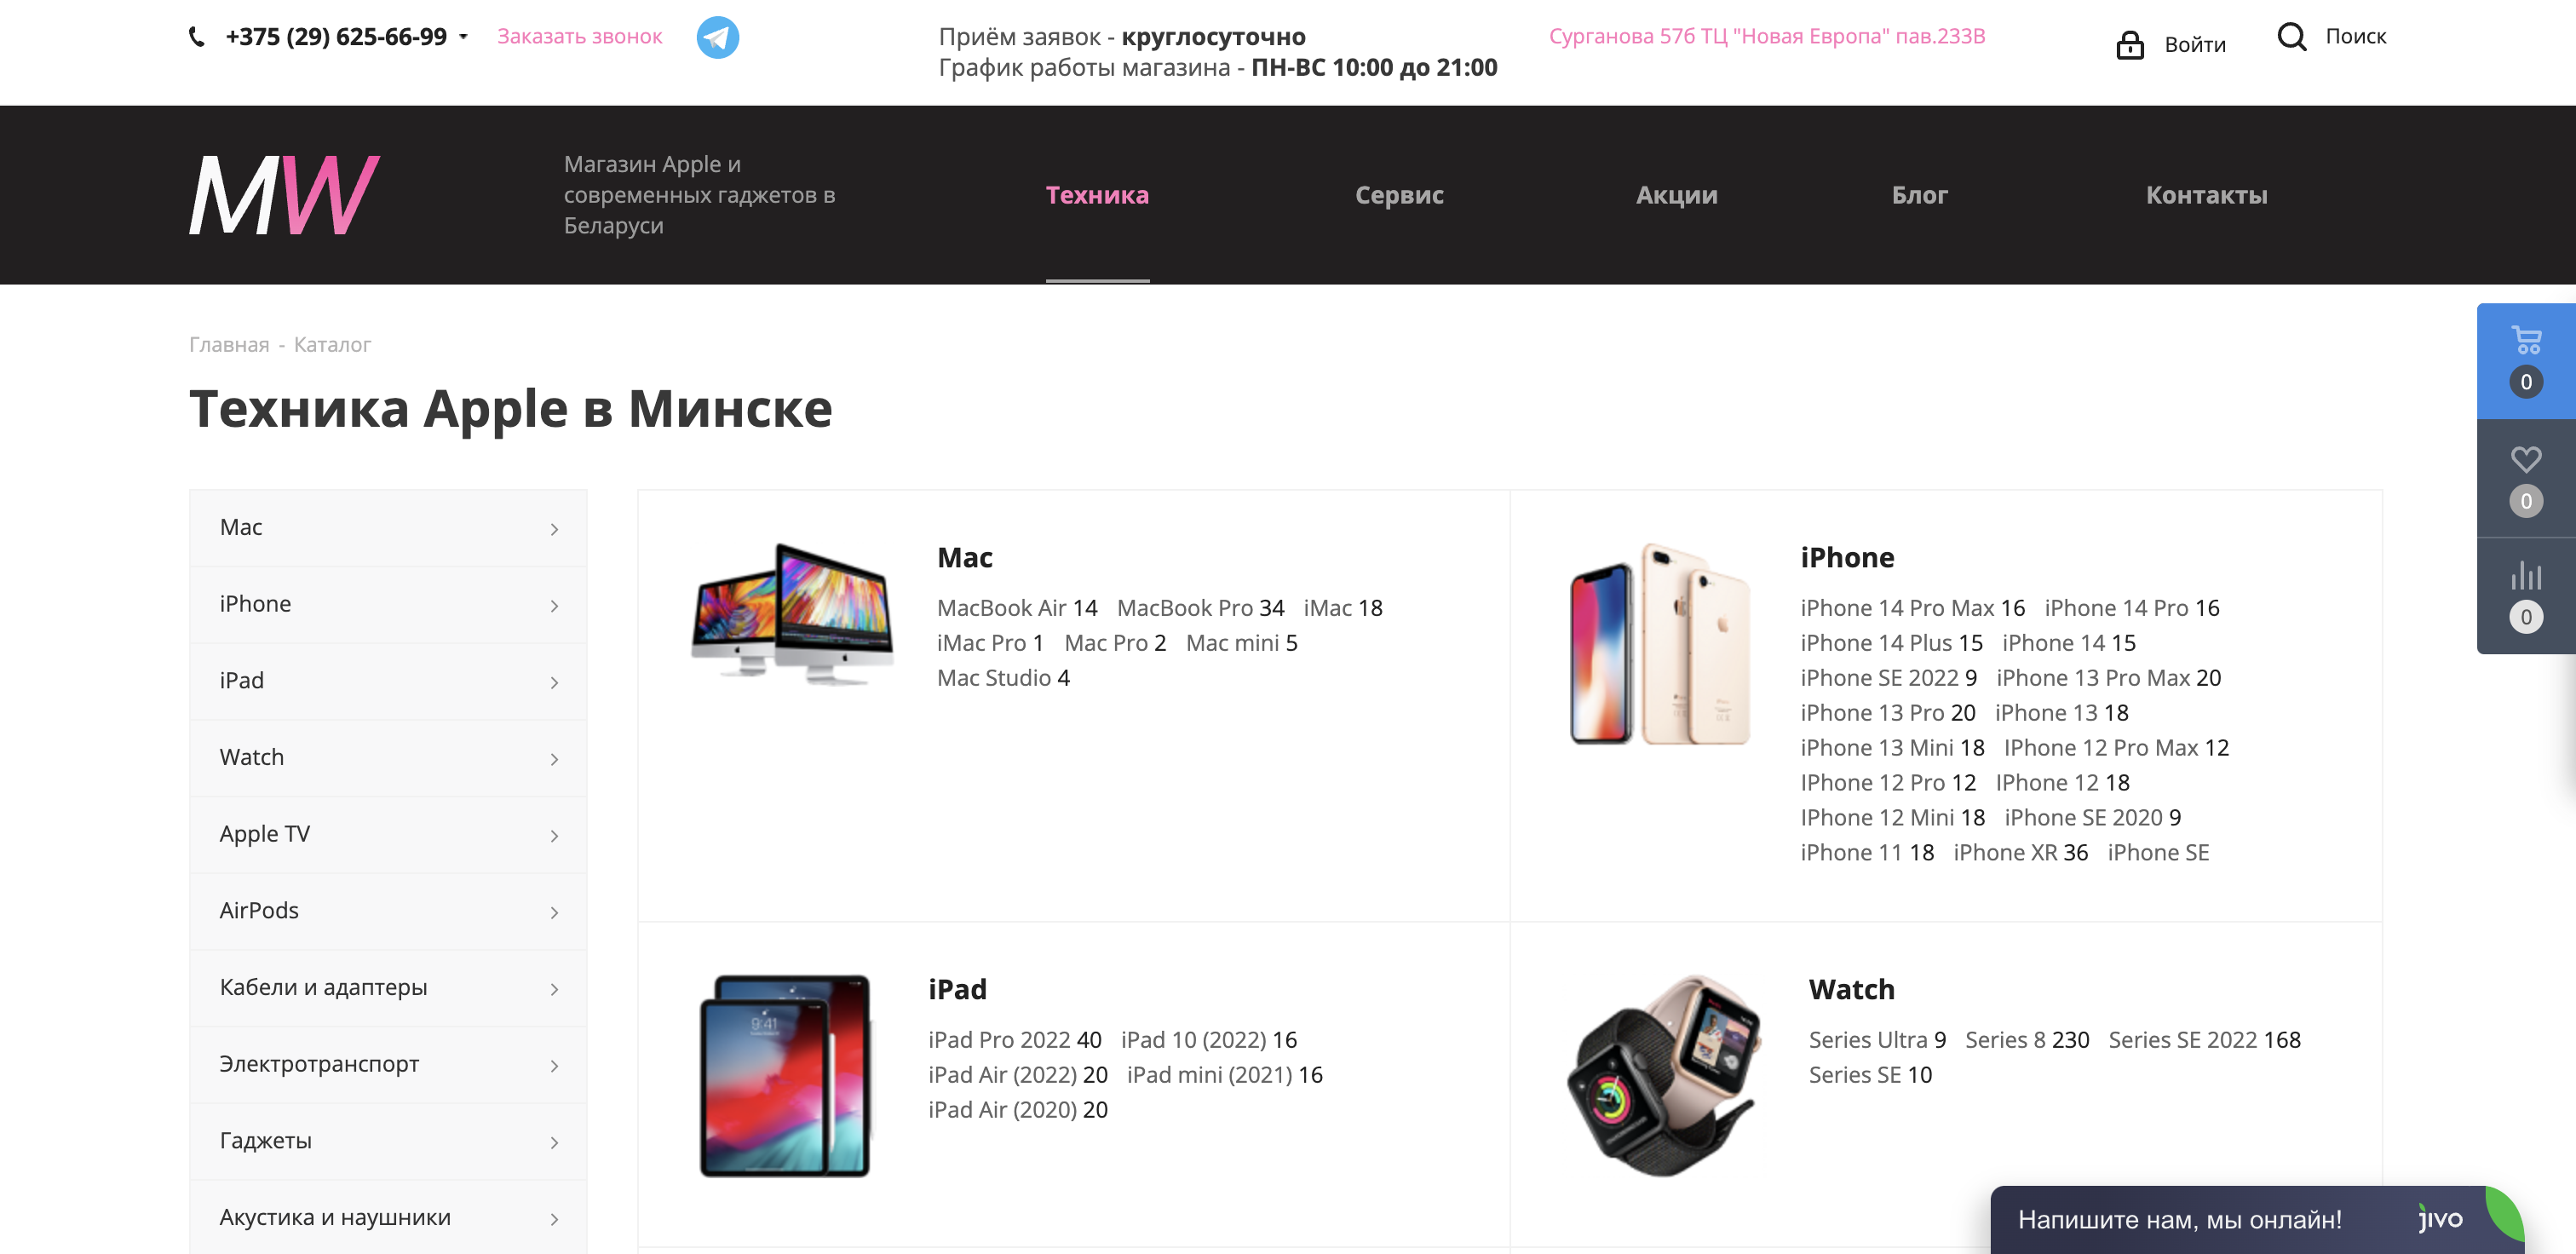 +375 (29) 625-66-99
Заказать звонок
Приём заявок - круглосуточно
График работы магазина - ПН-ВС 10:00 до 21:00
Сурганова 57б ТЦ "Новая Европа" пав.233В
Войти
Поиск
MW
Магазин Apple и
современных гаджетов в
Беларуси
Техника
Сервис
Акции
Блог
Контакты
Главная - Каталог
Техника Apple в Минске
0
0
0
Mac
iPhone
iPad
Watch
Apple TV
AirPods
Кабели и адаптеры
Электротранспорт
Гаджеты
Акустика и наушники
Mac
MacBook Air 14 MacBook Pro 34 iMac 18
iMac Pro 1 Mac Pro 2 Mac mini 5
Mac Studio 4
iPhone
iPhone 14 Pro Max 16 iPhone 14 Pro 16
iPhone 14 Plus 15 iPhone 14 15
iPhone SE 2022 9 iPhone 13 Pro Max 20
iPhone 13 Pro 20 iPhone 13 18
iPhone 13 Mini 18 IPhone 12 Pro Max 12
IPhone 12 Pro 12 IPhone 12 18
IPhone 12 Mini 18 iPhone SE 2020 9
iPhone 11 18 iPhone XR 36 iPhone SE
9:41
iPad
iPad Pro 2022 40 iPad 10 (2022) 16
iPad Air (2022) 20 iPad mini (2021) 16
iPad Air (2020) 20
Watch
Series Ultra 9 Series 8 230 Series SE 2022 168
Series SE 10
Напишите нам, мы онлайн!
jivo